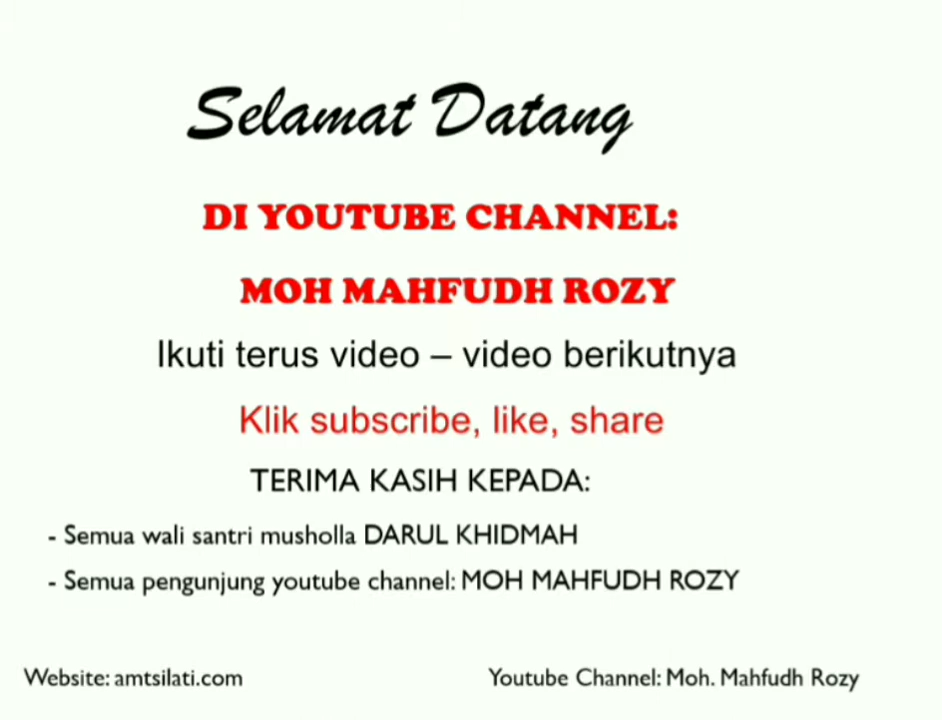 Selamat Datang
DI YOUTUBE CHANNEL:
MOH MAHFUDH ROZY
Ikuti terus video – video berikutnya
Klik subscribe, like, share
TERIMA KASIH KEPADA:
- Semua wali santri musholla DARUL KHIDMAH
- Semua pengunjung youtube channel: MOH MAHFUDH ROZY
Website: amtsilati.com Youtube Channel: Moh. Mahfudh Rozy